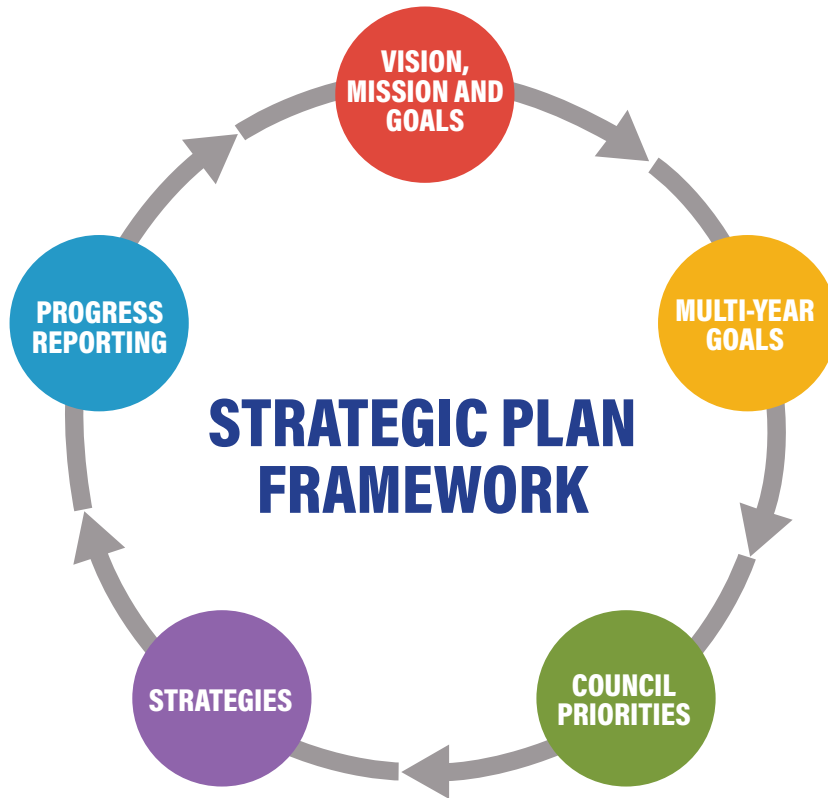 VISION,
MISSION AND
GOALS
MULTI-YEAR
GOALS
COUNCIL
PRIORITIES
STRATEGIES
PROGRESS
REPORTING
STRATEGIC PLAN
FRAMEWORK